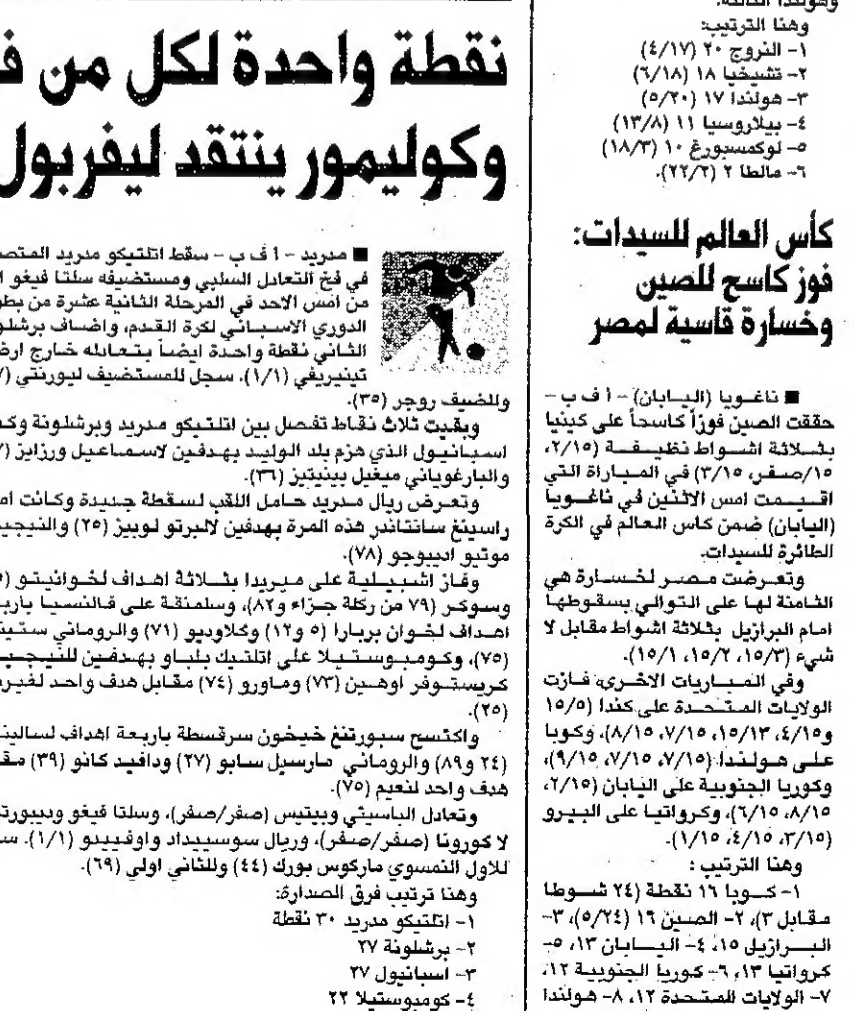 وهولندا الثالثة.
وهنا الترتيب:
١- النروج ٢٠ (٤/١٧)
٢- تشيخيا ١٨ (٦/١٨)
٣- هولندا ١٧ (٥/٢٠)
٤- بيلاروسيا ١١ (١٣/٨)
٥- لوكمسبورغ ١٠ (١٨/٣)
٦- مالطا ٢ (٢٢/٢).
كأس العالم للسيدات:
فوز كاسح للصين
وخسارة قاسية لمصر
■ ناغويا (اليابان) - أ ف ب -
حققت الصين فوزاً كاسحاً على كينيا
بثلاثة اشواط نظيفة (٢/١٥،
١٥/صفر، ٣/١٥) في المباراة التي
اقيمت امس الاثنين في ناغويا
(اليابان) ضمن كاس العالم في الكرة
الطائرة للسيدات.
وتعرضت مصر لخسارة هي
الثامنة لها على التوالي بسقوطها
امام البرازيل بثلاثة اشواط مقابل لا
شيء (١٥/٣، ١٥/٢، ١٥/١).
وفي المباريات الاخرى، فازت
الولايات المتحدة على كندا (١٥/٥
و٤/١٥، ١٥/١٣، ٧/١٥، ٨/١٥)، وكوبا
على هولندا (٧/١٥، ٧/١٥، ٩/١٥)،
وكوريا الجنوبية على اليابان (٢/١٥،
٨/١٥، ٦/١٥)، وكرواتيا على البيرو
(٣/١٥، ٤/١٥، ١/١٥).
وهنا الترتيب:
١- كوبا ١٦ نقطة (٢٤ شوطا
مقابل ٣)، ٢- الصين ١٦ (٥/٢٤)، ٣-
البرازيل ١٥، ٤- اليابان ١٣، ٥-
كرواتيا ١٣، ٦- كوريا الجنوبية ١٢،
٧- الولايات المتحدة ١٢، ٨- هولندا
نقطة واحدة لكل من
وكوليمور ينتقد ليفربول
■ مدريد - أ ف ب - سقط اتلتيكو مدريد
في فخ التعادل السلبي ومستضيفه سلتا فيغو
من امس الاحد في المرحلة الثانية عشرة من
الدوري الاسباني لكرة القدم، واضاف
الثاني نقطة واحدة ايضاً بتعادله خارج
تينيريفي (١/١). سجل للمستضيف ليورنتي
وللضيف روجر (٣٥).
وبقيت ثلاث نقاط تفصل بين اتلتيكو مدريد وبرشلونة
اسبانيول الذي هزم بلد الوليد بهدفين لاسماعيل ورزايز
والبارغوياني ميغيل بينيتيز (٣٦).
وتعرض ريال مدريد حامل اللقب لسقطة جديدة وكانت
راسينغ سانتاندر هذه المرة بهدفين لالبرتو لوبيز (٢٥)
موتيو اديبوجو (٧٨).
وفاز اشبيلية على ميريدا بثلاثة اهداف لخوانيتو
وسوكر (٧٩ من ركلة جزاء و٨٢)، وسلمنقة على فالنسيا
اهداف لخوان بربارا (٥ و١٢) وكلاوديو (٧١) والروماني
(٧٥)، وكومبوستيلا على اتلتيك بلباو بهدفين
كريستوفر اوهين (٧٣) وماورو (٧٤) مقابل هدف واحد
(٢٥).
واكتسح سبورتنغ خيخون سرقسطة باربعة اهداف
(٢٤ و٨٩) والروماني مارسيل سابو (٢٧) ودافيد كانو (٣٩)
هدف واحد لنعيم (٧٥).
وتعادل الباسيتي وبيتيس (صفر/صفر)، وسلتا فيغو
لا كورونا (صفر/صفر)، وريال سوسييداد واوفييدو (١/١).
للاول النمسوي ماركوس بورك (٤٤) وللثاني اولي (٦٩).
وهنا ترتيب فرق الصدارة:
١- اتلتيكو مدريد ٣٠ نقطة
٢- برشلونة ٢٧
٣- اسبانيول ٢٧
٤- كومبوستيلا ٢٢